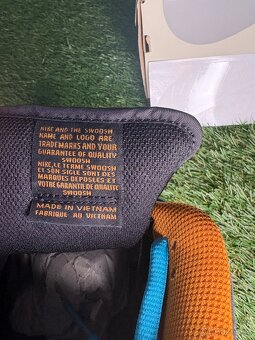 NIKE AND THE SWOOSH
NAME AND LOGO ARE
TRADEMARKS AND YOUR
GUARANTEE OF QUALITY
SWOOSH
NIKE, LE TERME SWOOSH
ET SON SIGLE SONT DES
MARQUES DEPOSEES ET
VOTRE GARANTIE DE QUALITE
SWOOSH
MADE IN VIETNAM
FABRIQUE AU VIETNAM